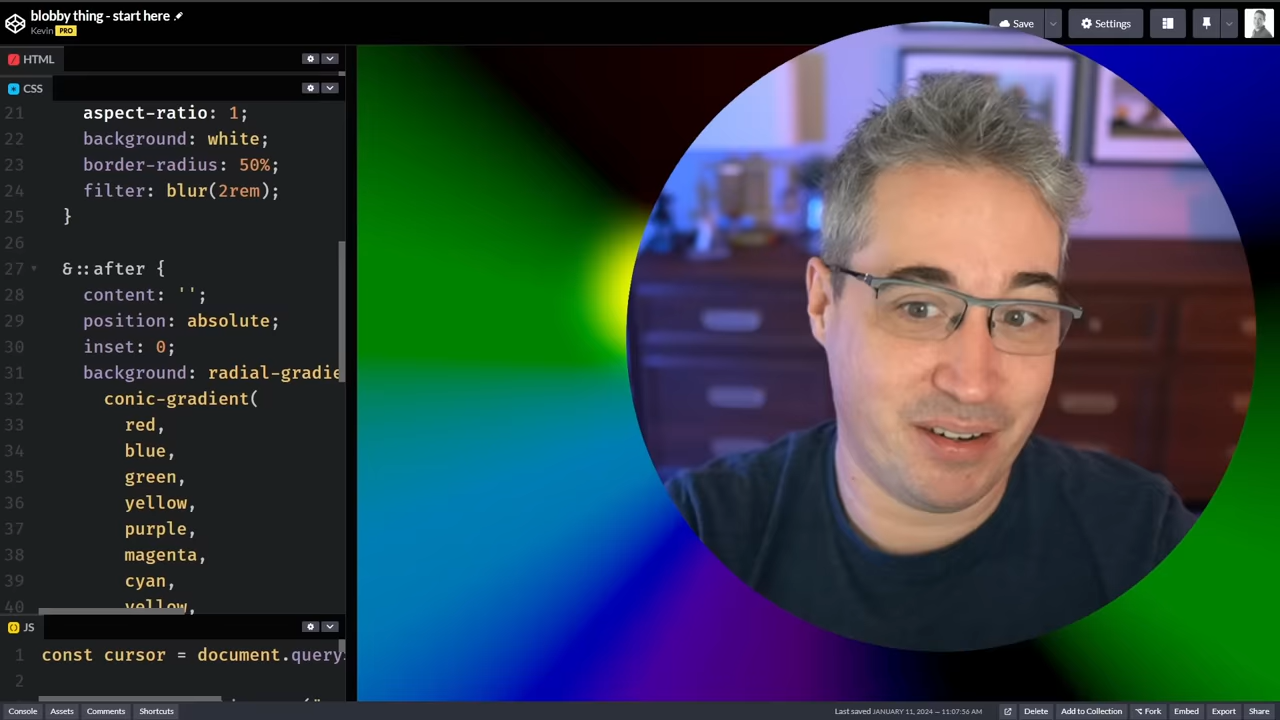 blobby thing - start here
Kevin PRO
Save
Settings
HTML
CSS
21 aspect-ratio: 1;
22 background: white;
23 border-radius: 50%;
24 filter: blur(2rem);
25 }
26
27 &::after {
28 content: '';
29 position: absolute;
30 inset: 0;
31 background: radial-gradie
32 conic-gradient(
33 red,
34 blue,
35 green,
36 yellow,
37 purple,
38 magenta,
39 cyan,
40 yellow,
JS
1 const cursor = document.query
2
Console Assets Comments Shortcuts
Last saved JANUARY 11, 2024 — 11:07:56 AM
Delete Add to Collection Fork Embed Export Share